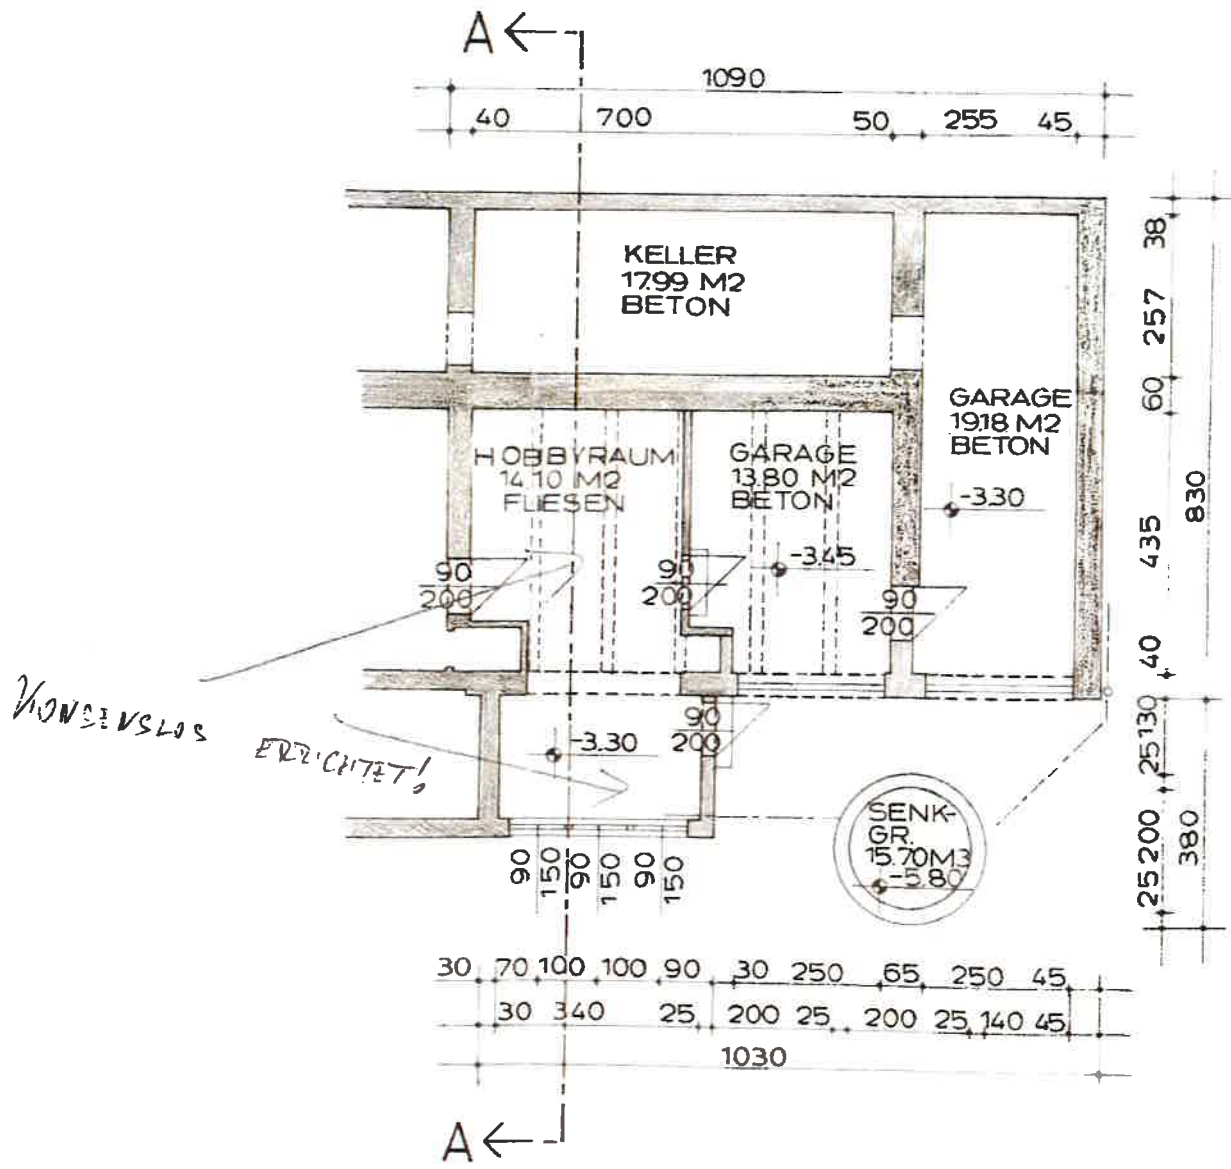 A
1090
40 700 50 255 45
KELLER
17.99 M2
BETON
38
257
60
435
40
830
GARAGE
19.18 M2
BETON
-3.30
HOBBYRAUM
14.10 M2
FLIESEN
GARAGE
13.80 M2
BETON
-3.45
90
200
90
200
90
200
90
200
KONSENSLOS
ERRICHTET!
-3.30
130
25
200
25
380
SENK-
GR.
15.70M3
-5.80
90 150 90 150 90 150
30 70 100 100 90 30 250 65 250 45
30 340 25 200 25 200 25 140 45
1030
A